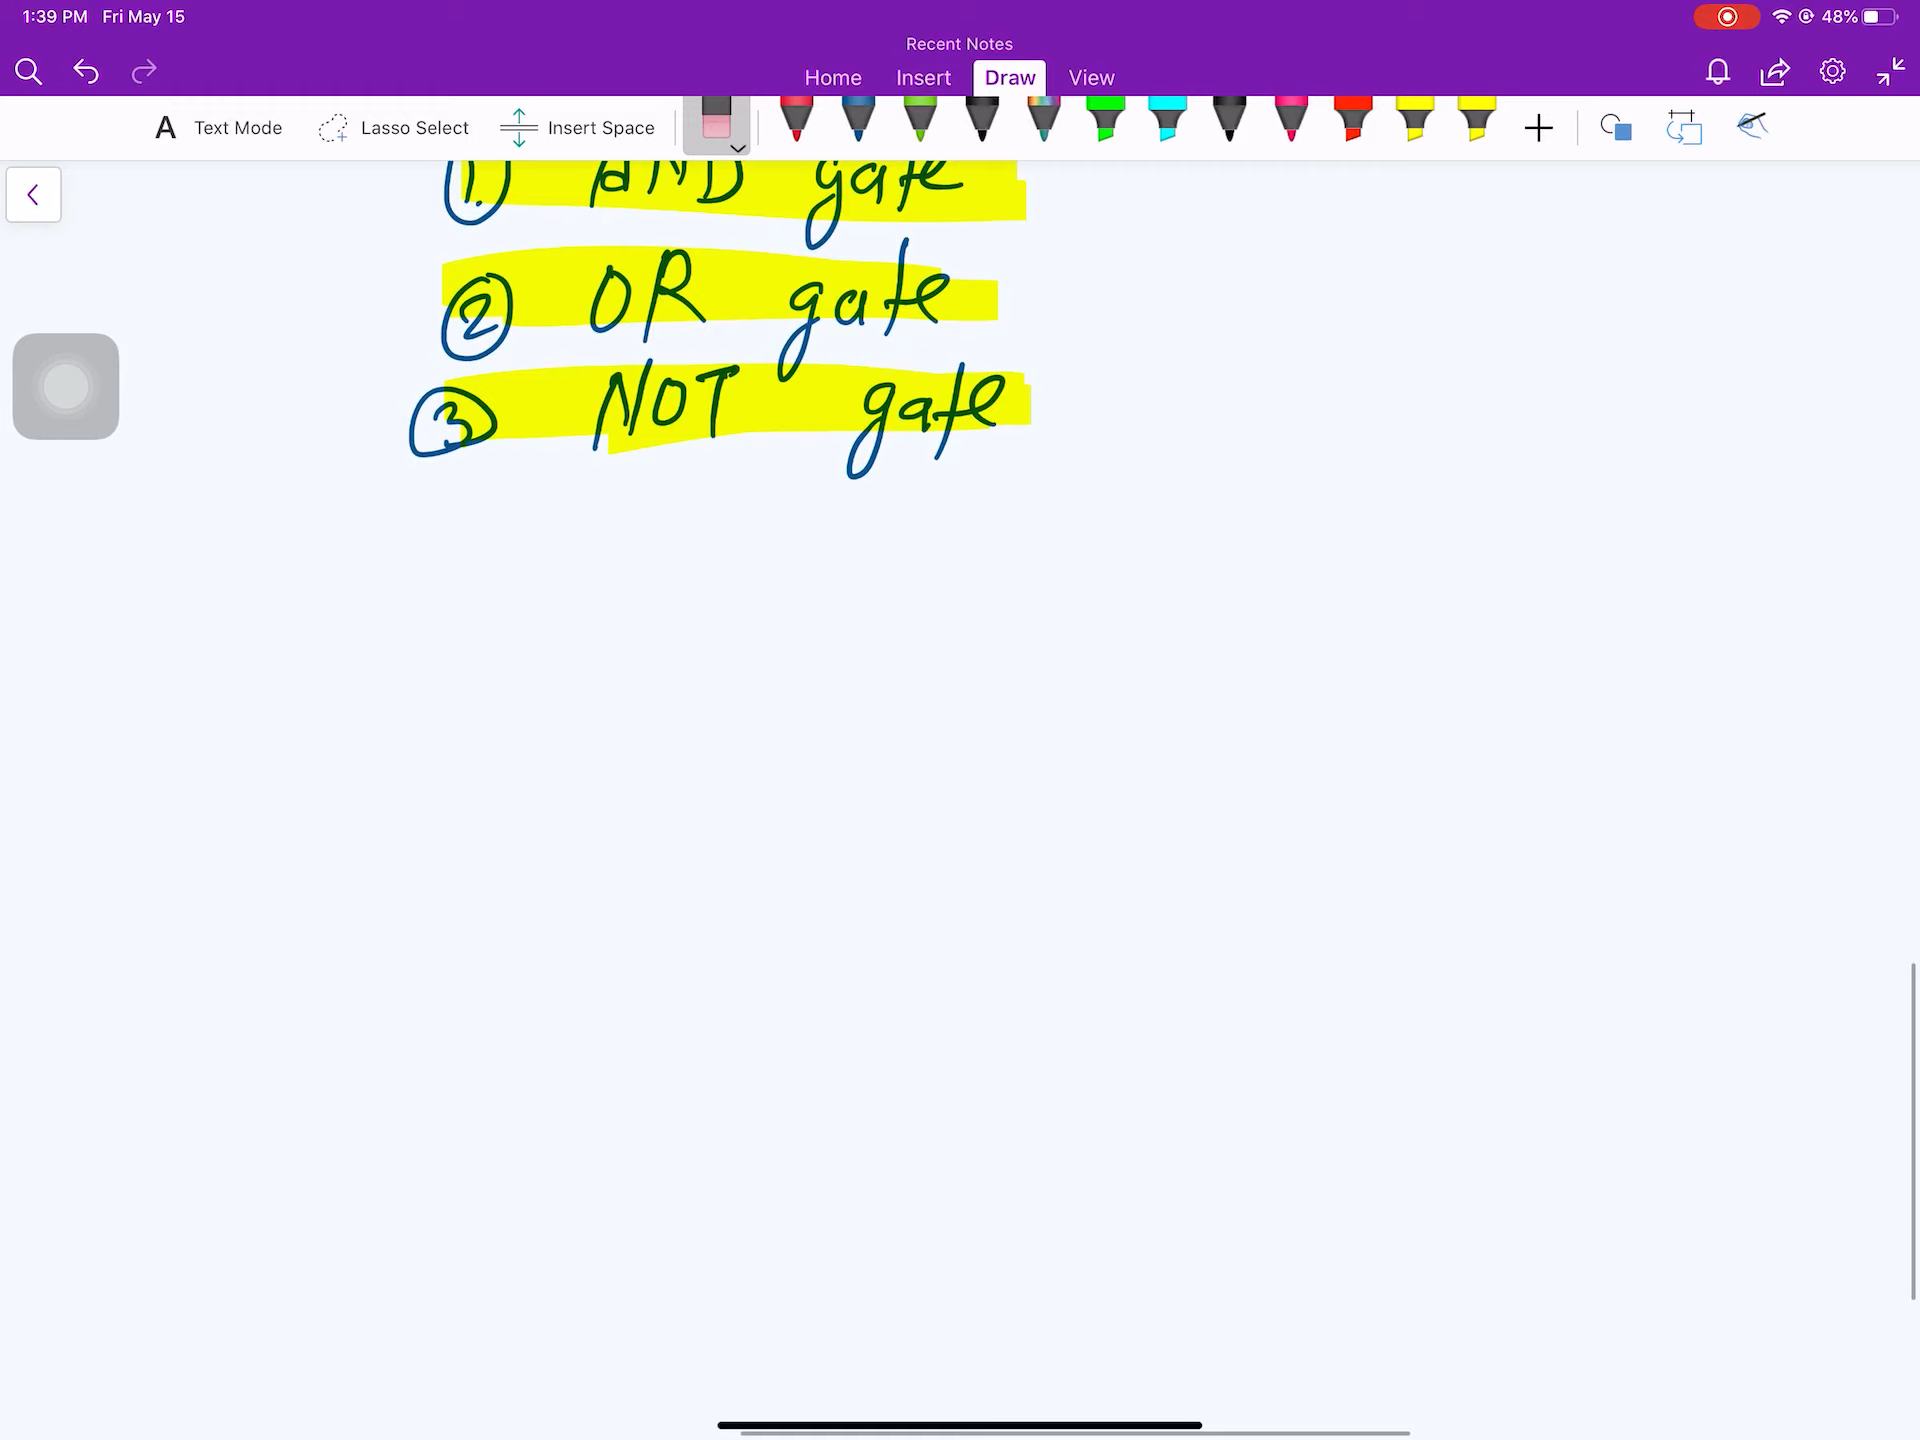 1:39 PM Fri May 15
48%
Recent Notes
Home Insert Draw View
A Text Mode Lasso Select Insert Space
1. AND gate
2 OR gate
3 NOT gate